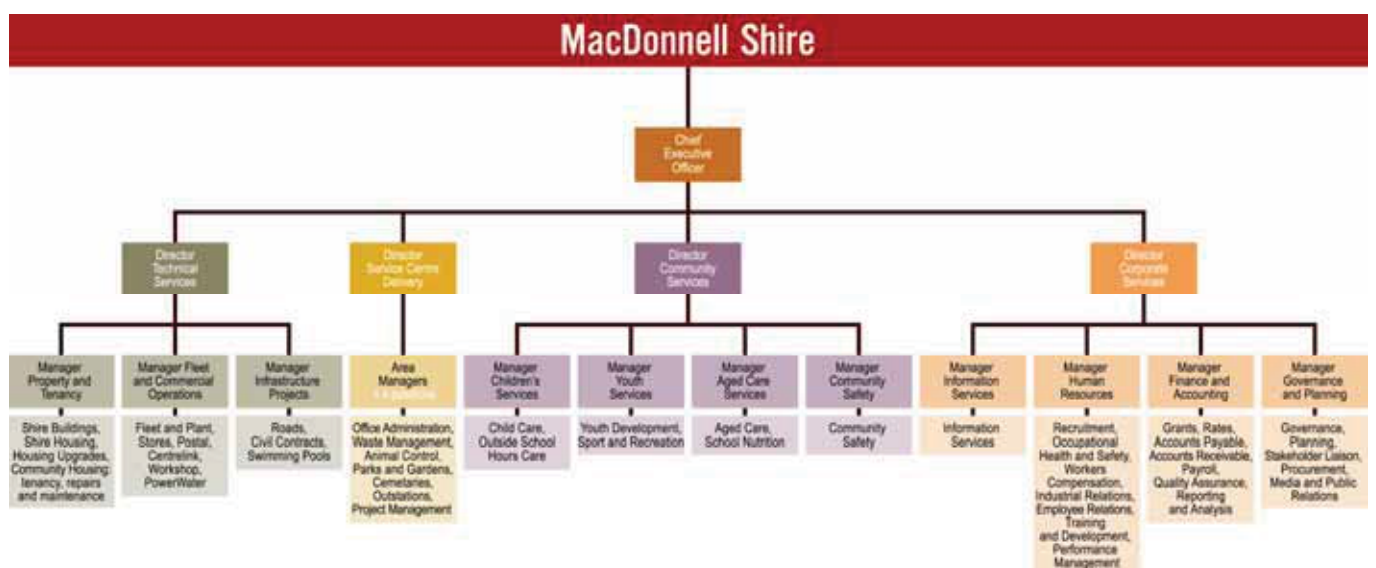 MacDonnell Shire
Chief
Executive
Officer
Director
Technical
Services
Director
Service Centre
Delivery
Director
Community
Services
Director
Corporate
Services
Manager
Property and
Tenancy
Manager Fleet
and Commercial
Operations
Manager
Infrastructure
Projects
Area
Managers
Manager
Children's
Services
Manager
Youth
Services
Manager
Aged Care
Services
Manager
Community
Safety
Manager
Information
Services
Manager
Human
Resources
Manager
Finance and
Accounting
Manager
Governance
and Planning
Shire Buildings,
Shire Housing,
Housing Upgrades,
Community Housing:
tenancy, repairs
and maintenance
Fleet and Plant,
Stores, Postal,
Centrelink,
Workshop,
PowerWater
Roads,
Civil Contracts,
Swimming Pools
Office Administration,
Waste Management,
Animal Control,
Parks and Gardens,
Cemetaries,
Outstations,
Project Management
Child Care,
Outside School
Hours Care
Youth Development,
Sport and Recreation
Aged Care,
School Nutrition
Community
Safety
Information
Services
Recruitment,
Occupational
Health and Safety,
Workers
Compensation,
Industrial Relations,
Employee Relations,
Training
and Development,
Performance
Management
Grants, Rates,
Accounts Payable,
Accounts Receivable,
Payroll,
Quality Assurance,
Reporting
and Analysis
Governance,
Planning,
Stakeholder Liaison,
Procurement,
Media and Public
Relations